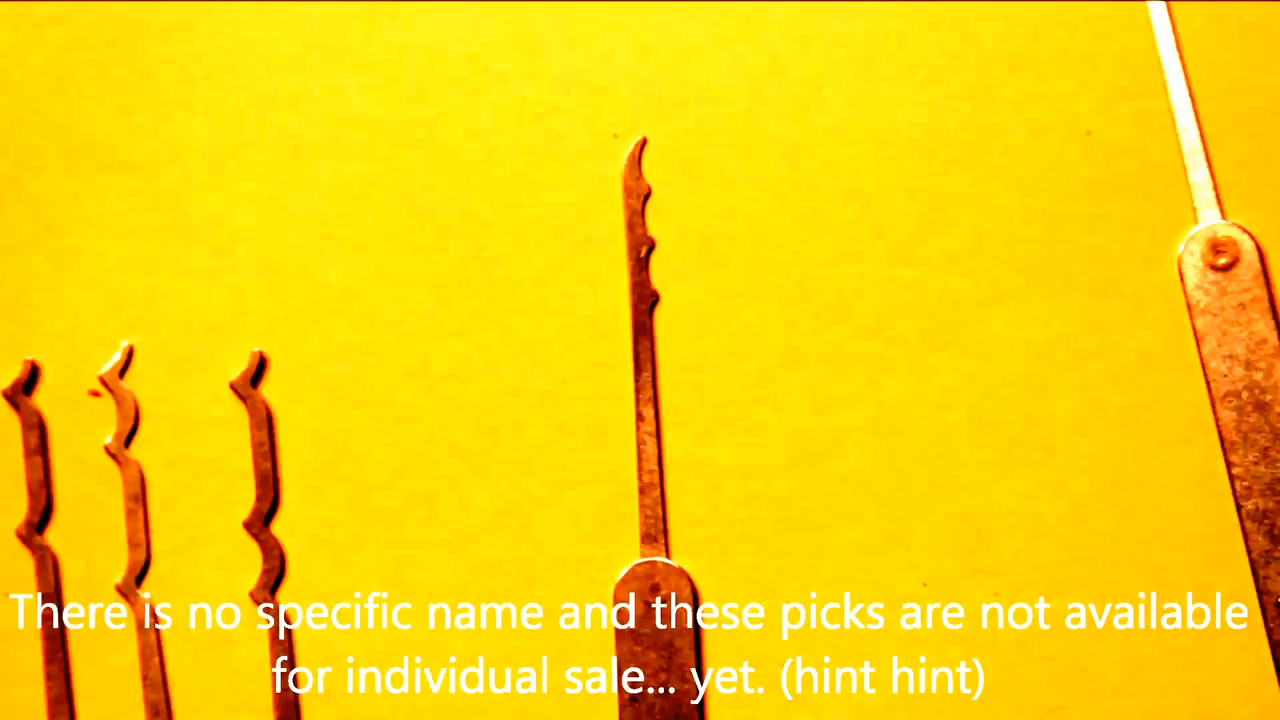 There is no specific name and these picks are not available
for individual sale... yet. (hint hint)